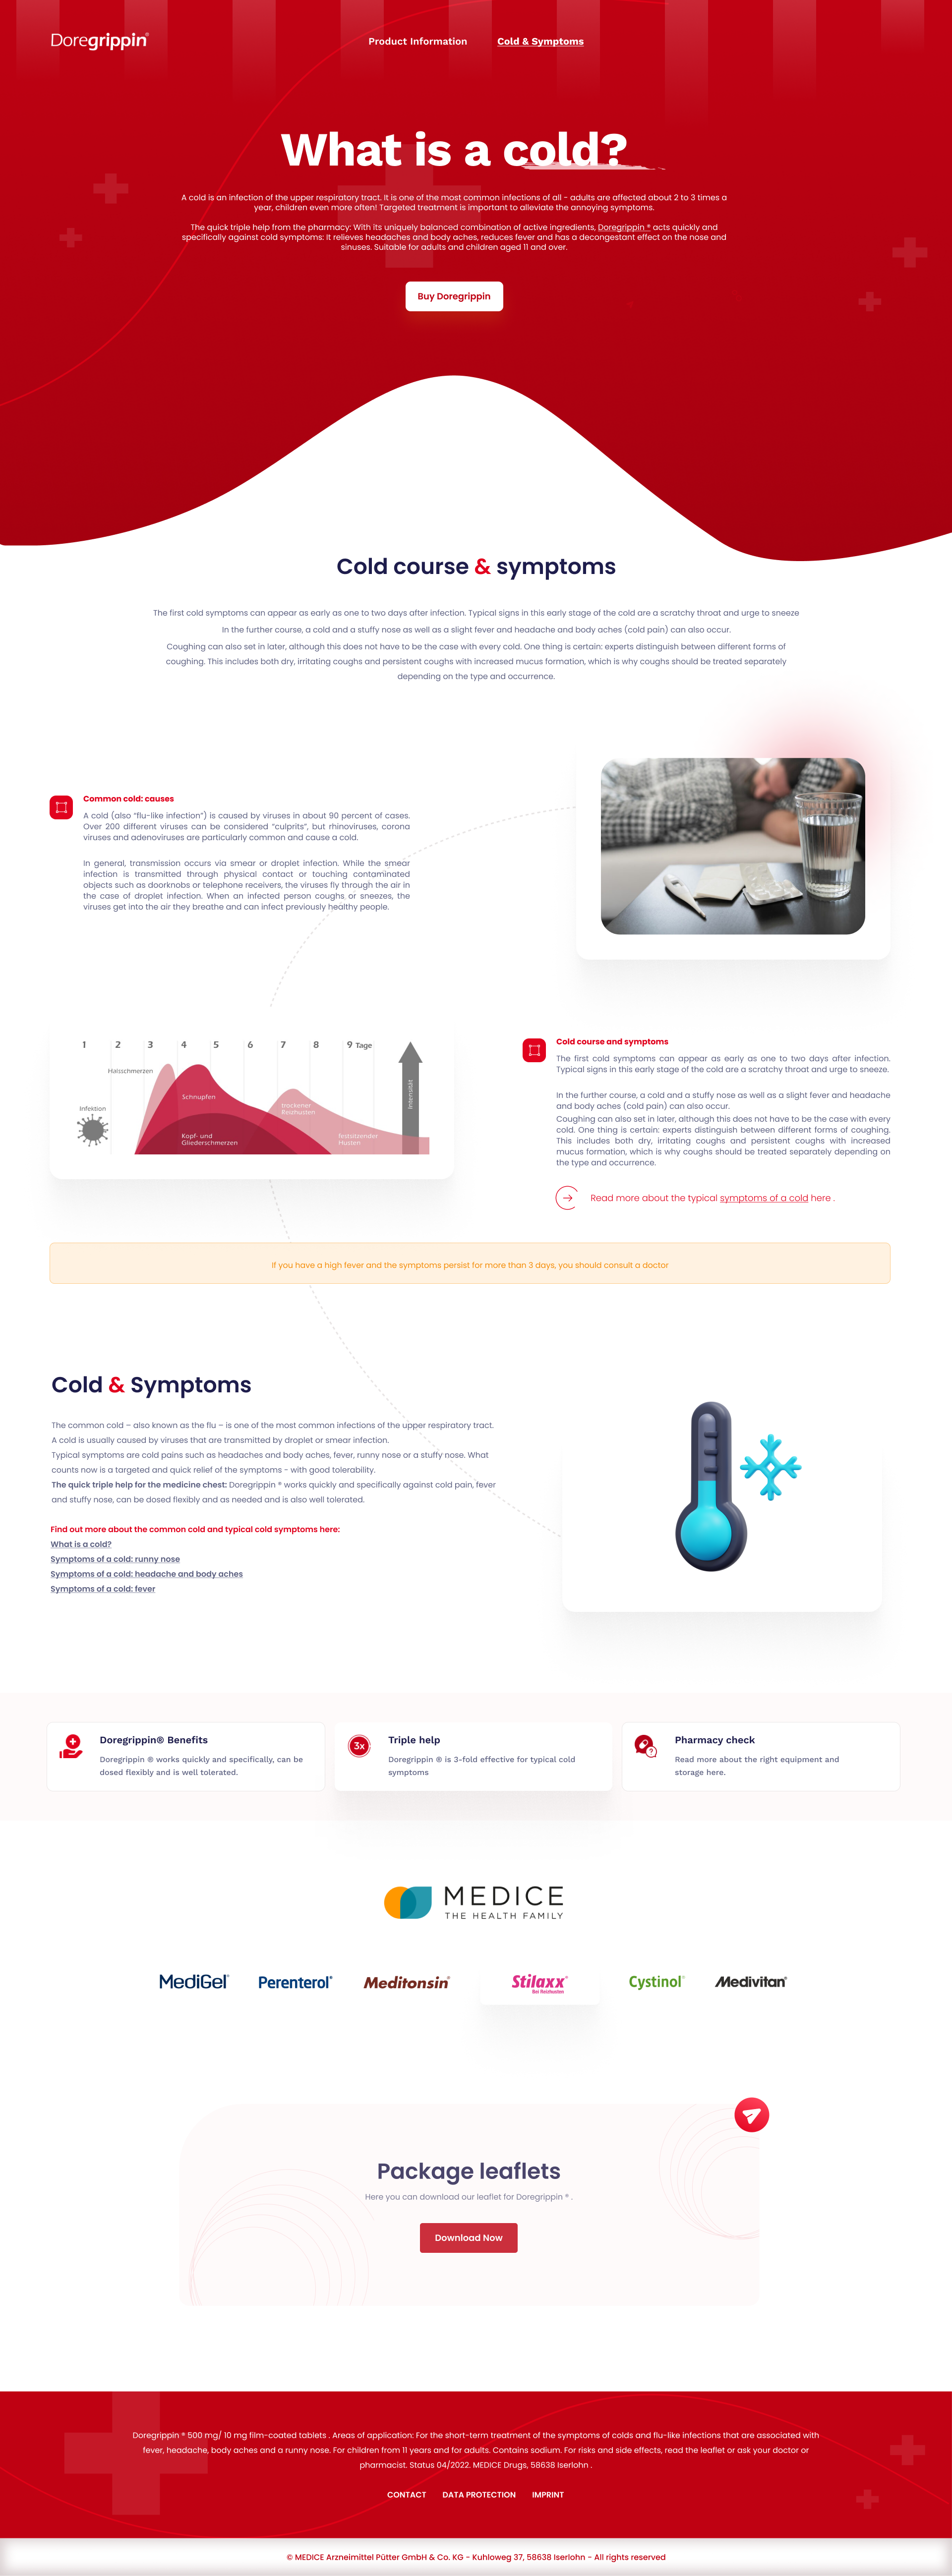 Doregrippin®
Product Information
Cold & Symptoms
What is a cold?
A cold is an infection of the upper respiratory tract. It is one of the most common infections of all - adults are affected about 2 to 3 times a
year, children even more often! Targeted treatment is important to alleviate the annoying symptoms.
The quick triple help from the pharmacy: With its uniquely balanced combination of active ingredients, Doregrippin ® acts quickly and
specifically against cold symptoms: It relieves headaches and body aches, reduces fever and has a decongestant effect on the nose and
sinuses. Suitable for adults and children aged 11 and over.
Buy Doregrippin
Cold course & symptoms
The first cold symptoms can appear as early as one to two days after infection. Typical signs in this early stage of the cold are a scratchy throat and urge to sneeze
In the further course, a cold and a stuffy nose as well as a slight fever and headache and body aches (cold pain) can also occur.
Coughing can also set in later, although this does not have to be the case with every cold. One thing is certain: experts distinguish between different forms of
coughing. This includes both dry, irritating coughs and persistent coughs with increased mucus formation, which is why coughs should be treated separately
depending on the type and occurrence.
Common cold: causes
A cold (also “flu-like infection”) is caused by viruses in about 90 percent of cases.
Over 200 different viruses can be considered “culprits”, but rhinoviruses, corona
viruses and adenoviruses are particularly common and cause a cold.
In general, transmission occurs via smear or droplet infection. While the smear
infection is transmitted through physical contact or touching contaminated
objects such as doorknobs or telephone receivers, the viruses fly through the air in
the case of droplet infection. When an infected person coughs or sneezes, the
viruses get into the air they breathe and can infect previously healthy people.
1 2 3 4 5 6 7 8 9 Tage
Halsschmerzen
Infektion
Schnupfen
Kopf- und
Gliederschmerzen
trockener
Reizhusten
festsitzender
Husten
Intensität
Cold course and symptoms
The first cold symptoms can appear as early as one to two days after infection.
Typical signs in this early stage of the cold are a scratchy throat and urge to sneeze.
In the further course, a cold and a stuffy nose as well as a slight fever and headache
and body aches (cold pain) can also occur.
Coughing can also set in later, although this does not have to be the case with every
cold. One thing is certain: experts distinguish between different forms of coughing.
This includes both dry, irritating coughs and persistent coughs with increased
mucus formation, which is why coughs should be treated separately depending on
the type and occurrence.
Read more about the typical symptoms of a cold here .
If you have a high fever and the symptoms persist for more than 3 days, you should consult a doctor
Cold & Symptoms
The common cold – also known as the flu – is one of the most common infections of the upper respiratory tract.
A cold is usually caused by viruses that are transmitted by droplet or smear infection.
Typical symptoms are cold pains such as headaches and body aches, fever, runny nose or a stuffy nose. What
counts now is a targeted and quick relief of the symptoms - with good tolerability.
The quick triple help for the medicine chest: Doregrippin ® works quickly and specifically against cold pain, fever
and stuffy nose, can be dosed flexibly and as needed and is also well tolerated.
Find out more about the common cold and typical cold symptoms here:
What is a cold?
Symptoms of a cold: runny nose
Symptoms of a cold: headache and body aches
Symptoms of a cold: fever
Doregrippin® Benefits
Doregrippin ® works quickly and specifically, can be
dosed flexibly and is well tolerated.
3x
Triple help
Doregrippin ® is 3-fold effective for typical cold
symptoms
?
Pharmacy check
Read more about the right equipment and
storage here.
MEDICE
THE HEALTH FAMILY
MediGel®
Perenterol®
Meditonsin®
Stilaxx®
Bei Reizhusten
Cystinol®
Medivitan®
Package leaflets
Here you can download our leaflet for Doregrippin ® .
Download Now
Doregrippin ® 500 mg/ 10 mg film-coated tablets . Areas of application: For the short-term treatment of the symptoms of colds and flu-like infections that are associated with
fever, headache, body aches and a runny nose. For children from 11 years and for adults. Contains sodium. For risks and side effects, read the leaflet or ask your doctor or
pharmacist. Status 04/2022. MEDICE Drugs, 58638 Iserlohn .
CONTACT
DATA PROTECTION
IMPRINT
© MEDICE Arzneimittel Pütter GmbH & Co. KG - Kuhloweg 37, 58638 Iserlohn - All rights reserved